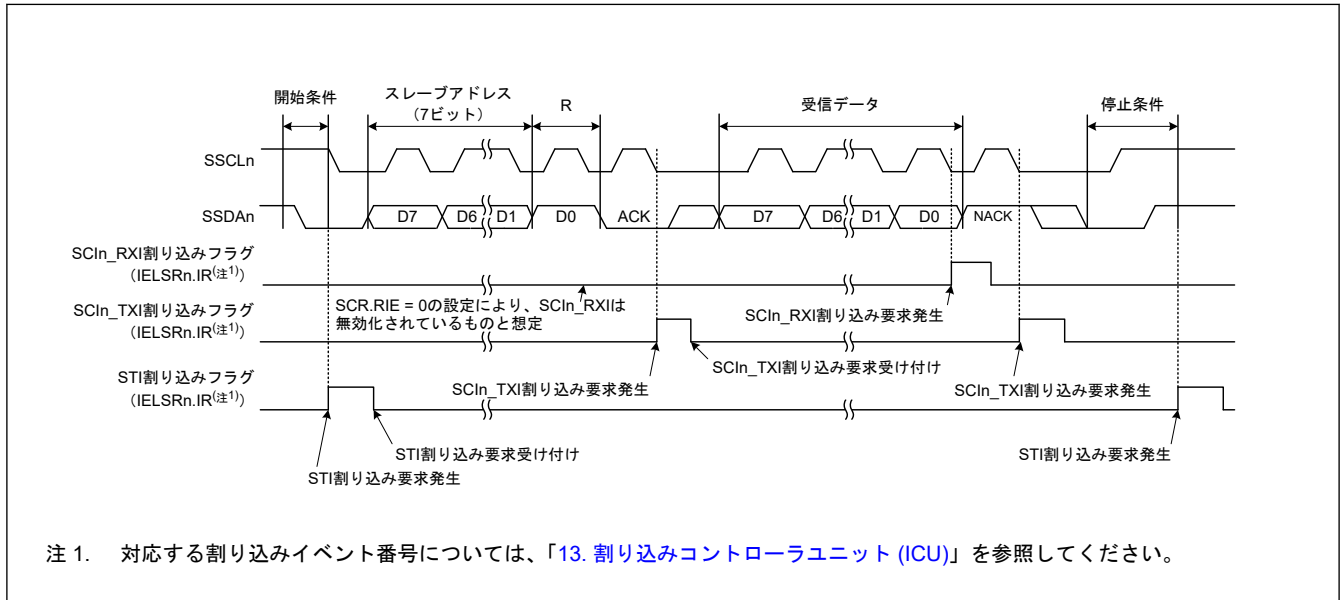 開始条件
スレーブアドレス
（7ビット）
R
受信データ
停止条件
SSCLn
SSDAn
D7
D6
D1
D0
ACK
D7
D6
D1
D0
NACK
SCIn_RXI割り込みフラグ
（IELSRn.IR(注1)）
SCR.RIE = 0の設定により、SCIn_RXIは
無効化されているものと想定
SCIn_RXI割り込み要求発生
SCIn_TXI割り込みフラグ
（IELSRn.IR(注1)）
SCIn_TXI割り込み要求発生
SCIn_TXI割り込み要求受け付け
SCIn_TXI割り込み要求発生
STI割り込みフラグ
（IELSRn.IR(注1)）
STI割り込み要求受け付け
STI割り込み要求発生
STI割り込み要求発生
注 1. 対応する割り込みイベント番号については、「13. 割り込みコントローラユニット (ICU)」を参照してください。